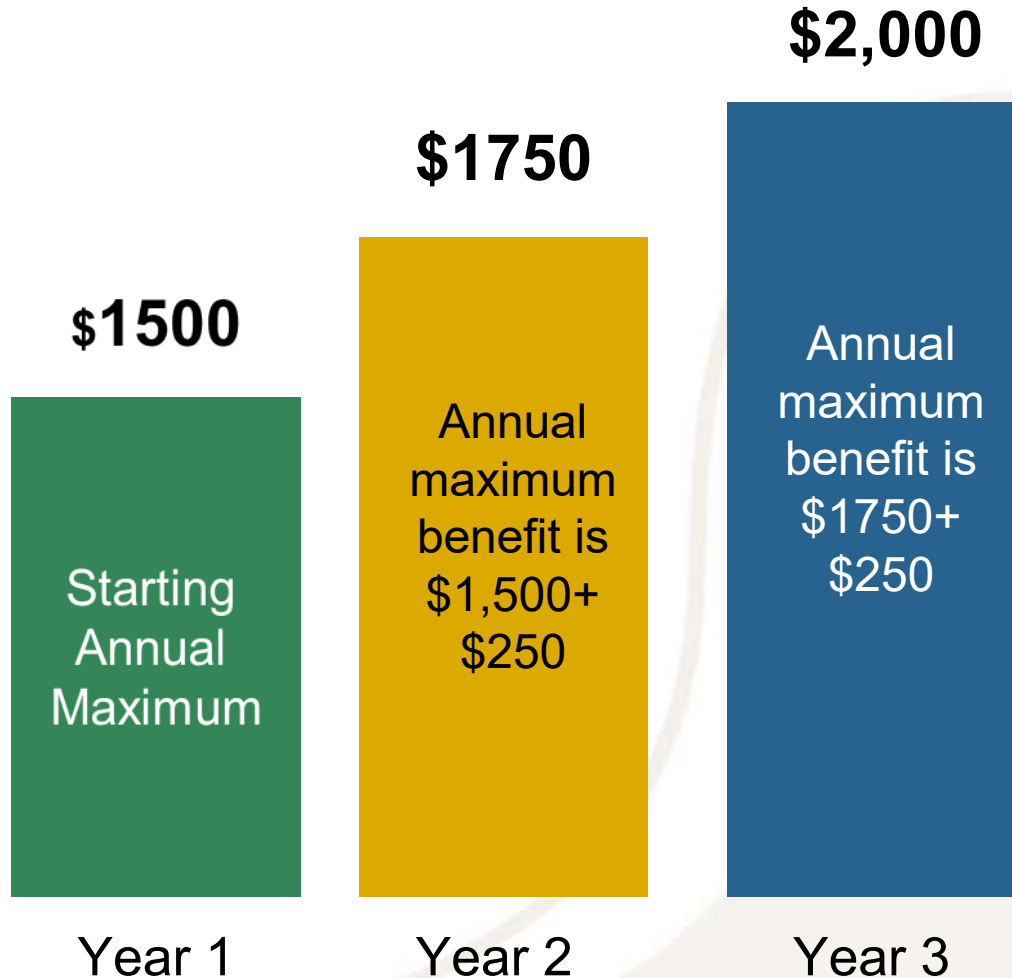 $1500
Starting
Annual
Maximum
Year 1
$1750
Annual
maximum
benefit is
$1,500+
$250
Year 2
$2,000
Annual
maximum
benefit is
$1750+
$250
Year 3